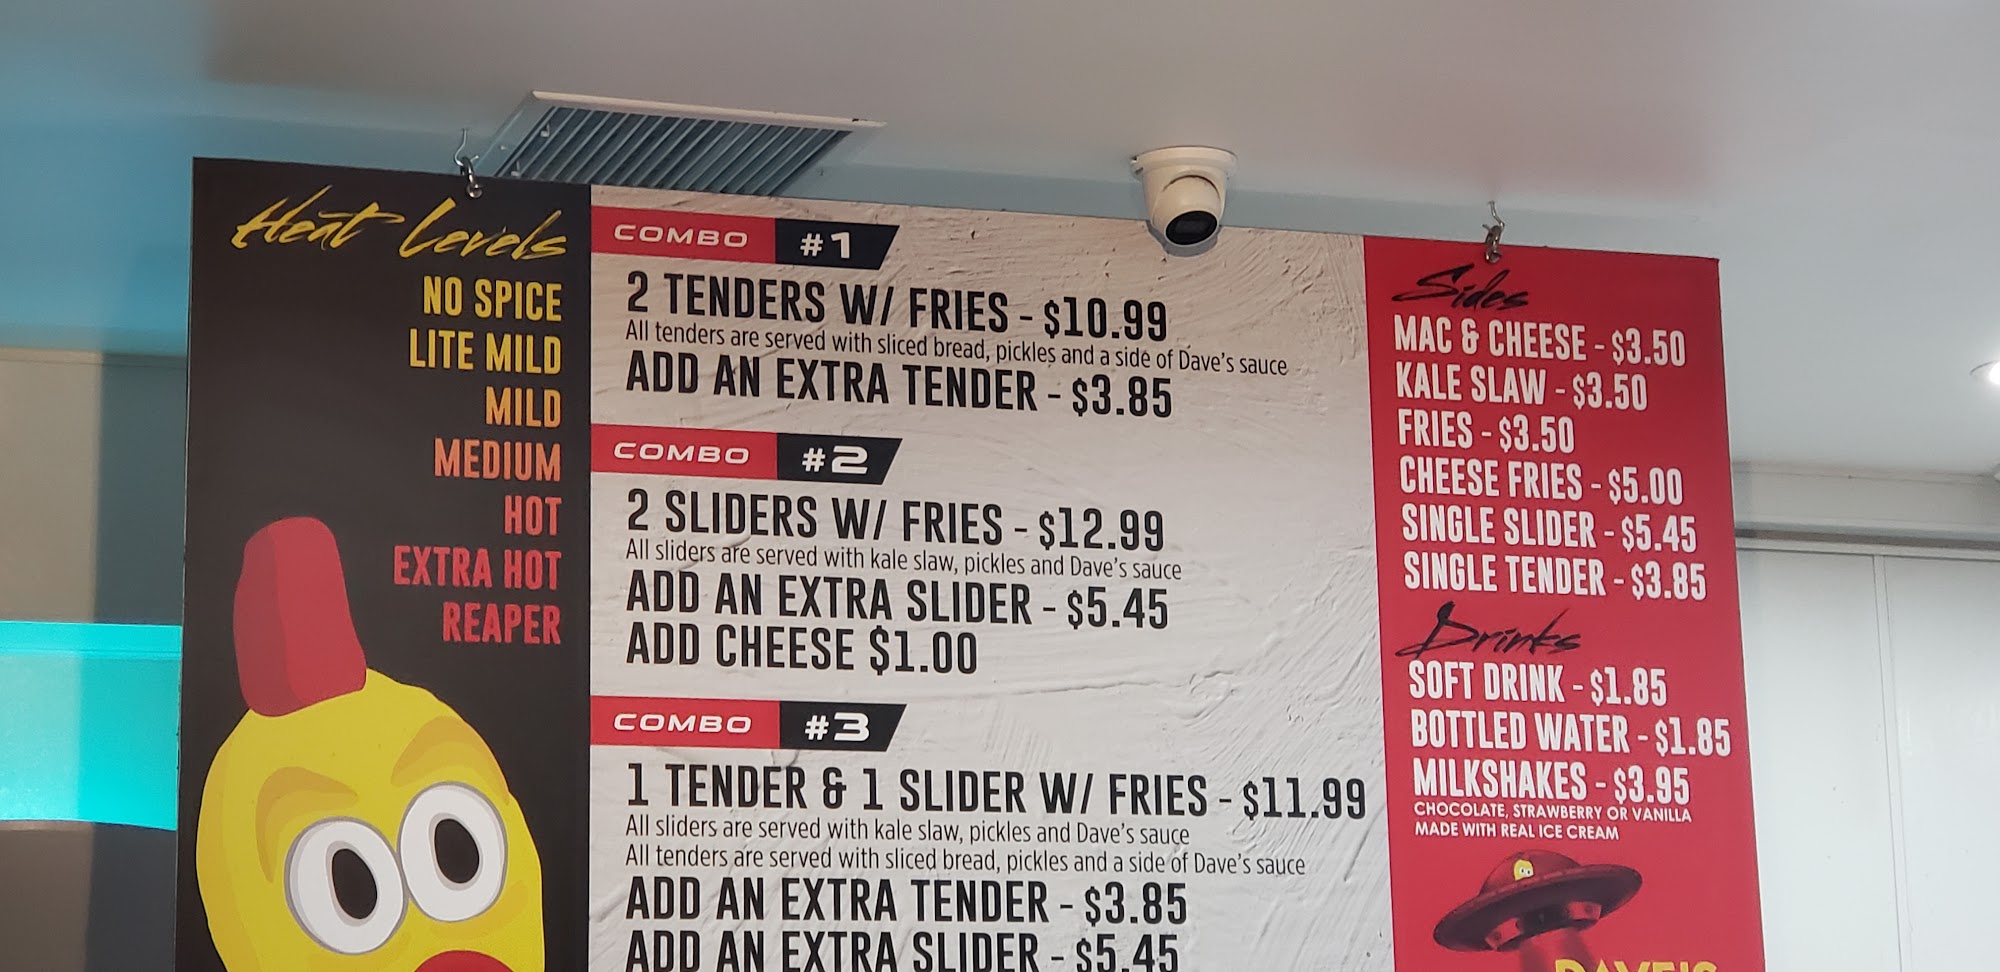 Heat Levels
NO SPICE
LITE MILD
MILD
MEDIUM
HOT
EXTRA HOT
REAPER
COMBO #1
2 TENDERS W/ FRIES - $10.99
All tenders are served with sliced bread, pickles and a side of Dave's sauce
ADD AN EXTRA TENDER - $3.85
COMBO #2
2 SLIDERS W/ FRIES - $12.99
All sliders are served with kale slaw, pickles and Dave's sauce
ADD AN EXTRA SLIDER - $5.45
ADD CHEESE $1.00
COMBO #3
1 TENDER & 1 SLIDER W/ FRIES - $11.99
All sliders are served with kale slaw, pickles and Dave's sauce
All tenders are served with sliced bread, pickles and a side of Dave's sauce
ADD AN EXTRA TENDER - $3.85
ADD AN EXTRA SLIDER - $5.45
Sides
MAC & CHEESE - $3.50
KALE SLAW - $3.50
FRIES - $3.50
CHEESE FRIES - $5.00
SINGLE SLIDER - $5.45
SINGLE TENDER - $3.85
Drinks
SOFT DRINK - $1.85
BOTTLED WATER - $1.85
MILKSHAKES - $3.95
CHOCOLATE, STRAWBERRY OR VANILLA
MADE WITH REAL ICE CREAM
DAVE'S